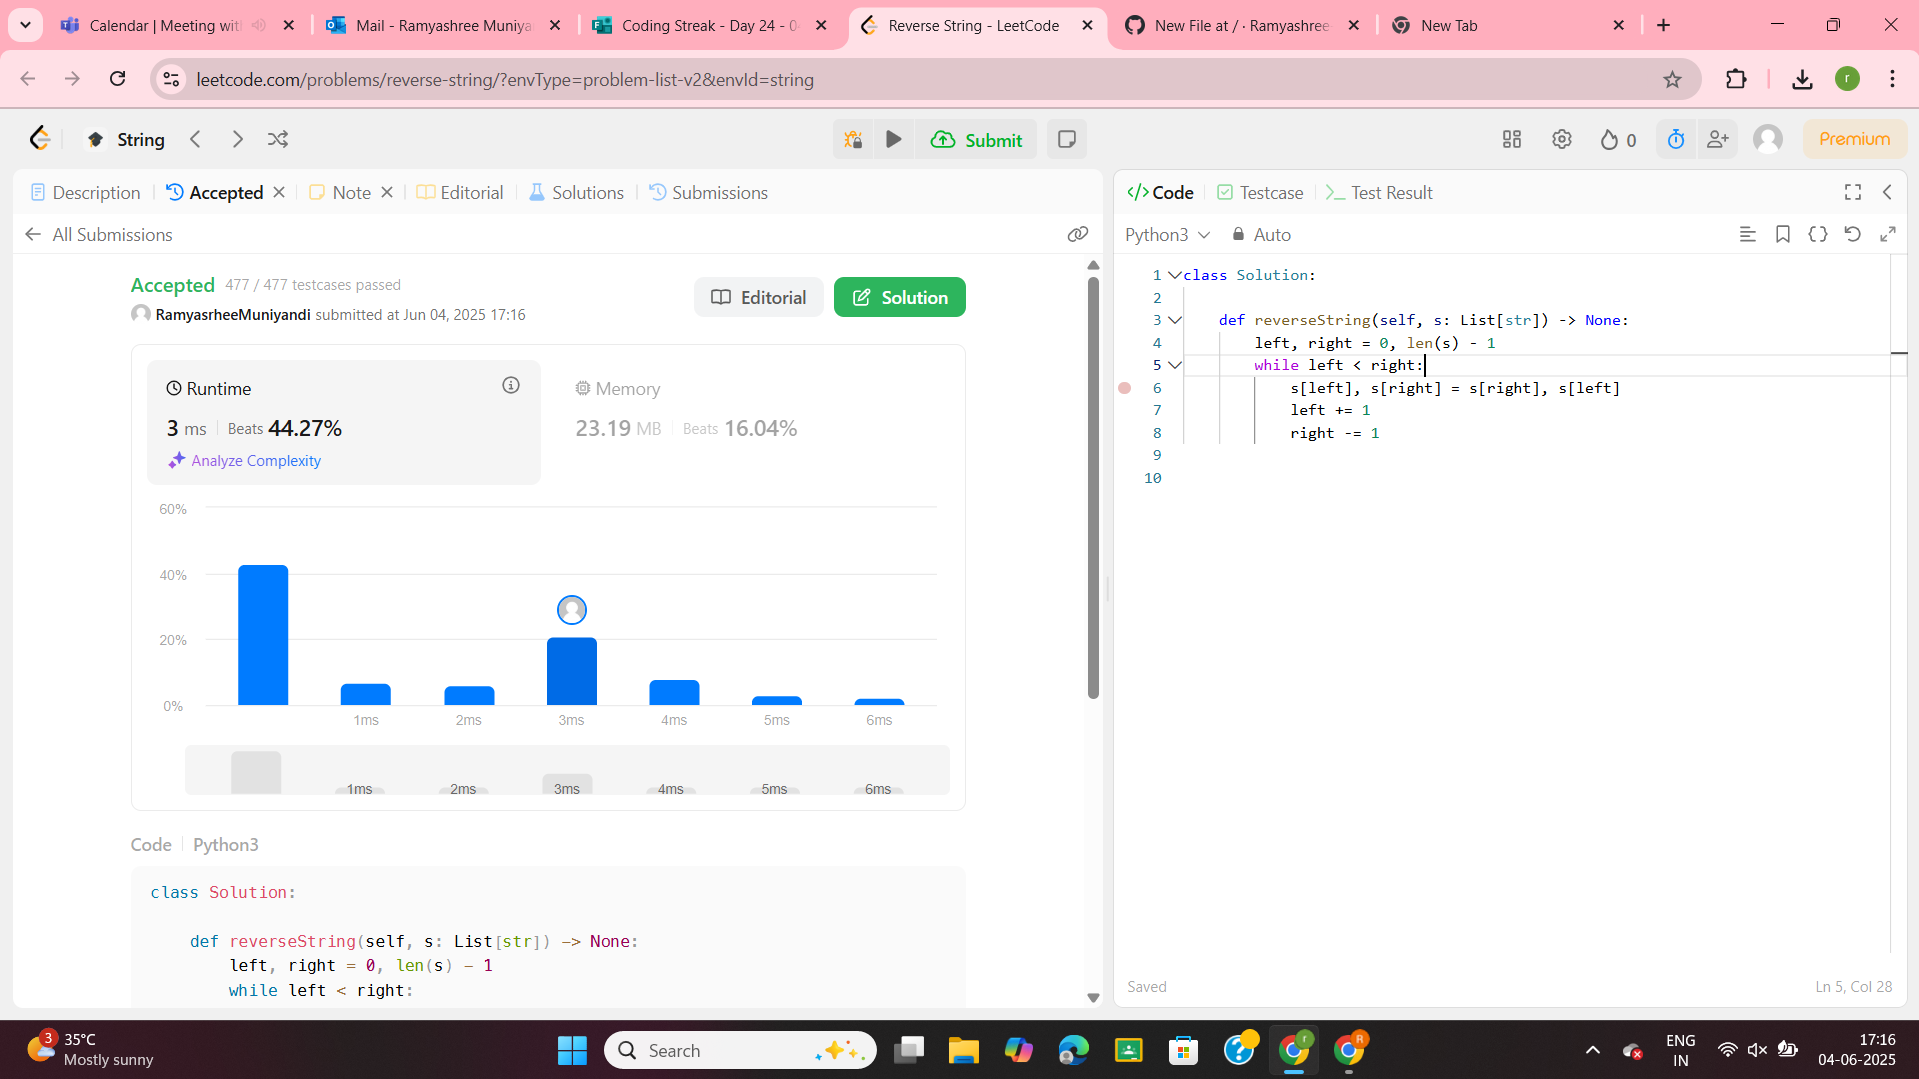 Calendar | Meeting wit
Mail - Ramyashree Muniya
Coding Streak - Day 24 - 0
Reverse String - LeetCode
New File at / · Ramyashree
New Tab
leetcode.com/problems/reverse-string/?envType=problem-list-v2&envId=string
r
String
Submit
0
Premium
Description
Accepted
Note
Editorial
Solutions
Submissions
All Submissions
Accepted 477 / 477 testcases passed
RamyasrheeMuniyandi submitted at Jun 04, 2025 17:16
Editorial
Solution
Runtime
3 ms Beats 44.27%
Analyze Complexity
Memory
23.19 MB Beats 16.04%
60%
40%
20%
0%
1ms 2ms 3ms 4ms 5ms 6ms
1ms 2ms 3ms 4ms 5ms 6ms
Code Python3
class Solution:
def reverseString(self, s: List[str]) -> None:
left, right = 0, len(s) - 1
while left < right:
</> Code
Testcase
>_ Test Result
Python3
Auto
1 class Solution:
2
3 def reverseString(self, s: List[str]) -> None:
4 left, right = 0, len(s) - 1
5 while left < right:
6 s[left], s[right] = s[right], s[left]
7 left += 1
8 right -= 1
9
10
Saved
Ln 5, Col 28
3
35°C
Mostly sunny
Search
r
R
ENG
IN
17:16
04-06-2025